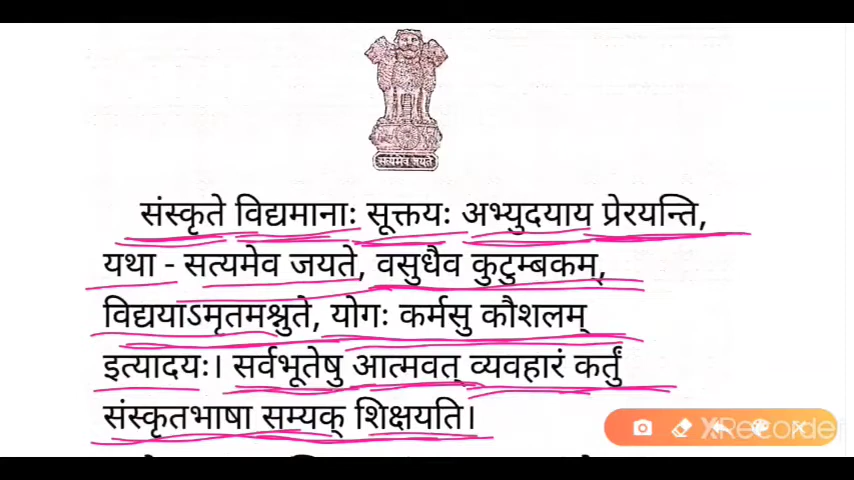 सत्यमेव जयते
संस्कृते विद्यमानाः सूक्तयः अभ्युदयाय प्रेरयन्ति,
यथा - सत्यमेव जयते, वसुधैव कुटुम्बकम्,
विद्ययाऽमृतमश्नुते, योगः कर्मसु कौशलम्
इत्यादयः। सर्वभूतेषु आत्मवत् व्यवहारं कर्तुं
संस्कृतभाषा सम्यक् शिक्षयति।
XRecorder